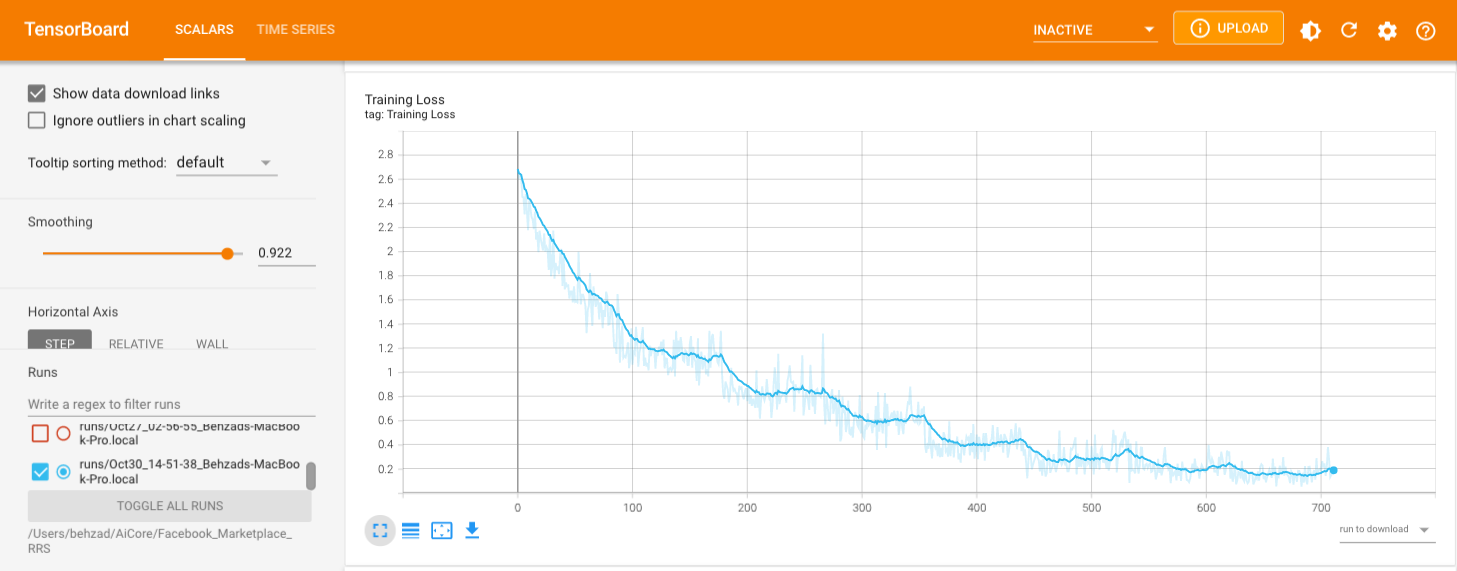 TensorBoard
SCALARS
TIME SERIES
INACTIVE
UPLOAD
Show data download links
Ignore outliers in chart scaling
Tooltip sorting method:
default
Smoothing
0.922
Horizontal Axis
STEP
RELATIVE
WALL
Runs
Write a regex to filter runs
runs/Oct27_02-56-55_Behzads-MacBoo
k-Pro.local
runs/Oct30_14-51-38_Behzads-MacBoo
k-Pro.local
TOGGLE ALL RUNS
/Users/behzad/AiCore/Facebook_Marketplace_
RRS
Training Loss
tag: Training Loss
2.8
2.6
2.4
2.2
2
1.8
1.6
1.4
1.2
1
0.8
0.6
0.4
0.2
0
100
200
300
400
500
600
700
run to download